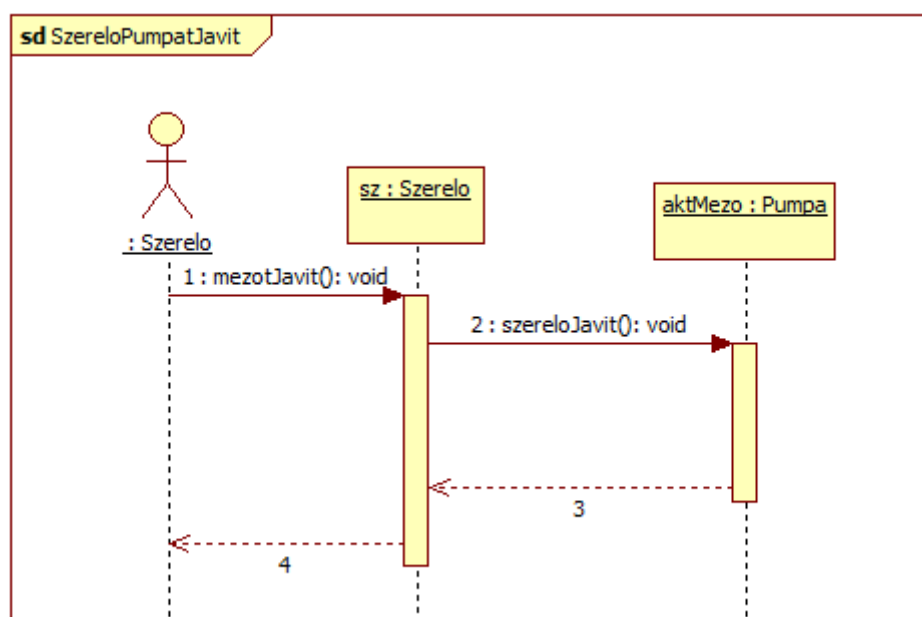 sd SzereloPumpatJavit
sz : Szerelo
aktMezo : Pumpa
: Szerelo
1 : mezotJavit(): void
2 : szereloJavit(): void
3
4